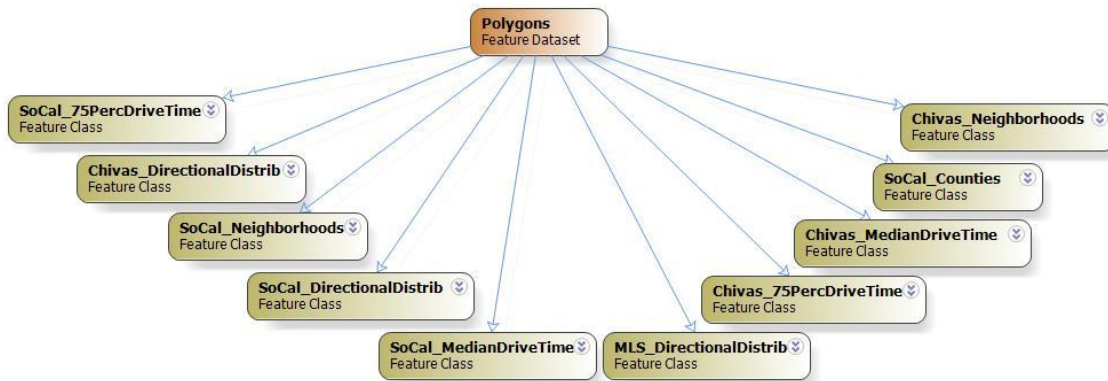 Polygons
Feature Dataset
SoCal_75PercDriveTime
Feature Class
Chivas_Neighborhoods
Feature Class
Chivas_DirectionalDistrib
Feature Class
SoCal_Counties
Feature Class
SoCal_Neighborhoods
Feature Class
Chivas_MedianDriveTime
Feature Class
SoCal_DirectionalDistrib
Feature Class
Chivas_75PercDriveTime
Feature Class
SoCal_MedianDriveTime
Feature Class
MLS_DirectionalDistrib
Feature Class